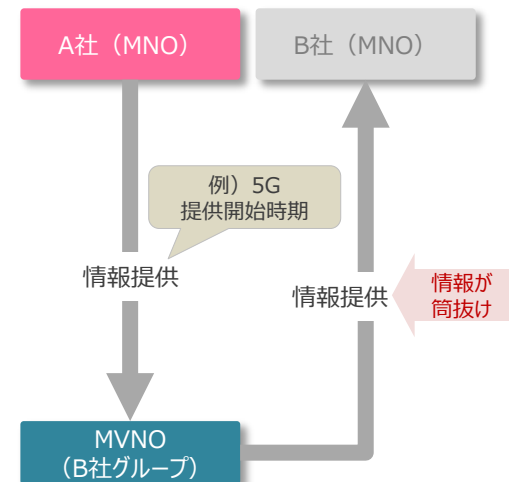 A社（MNO）
B社（MNO）
例）5G
提供開始時期
情報提供
情報提供
情報が
筒抜け
MVNO
（B社グループ）